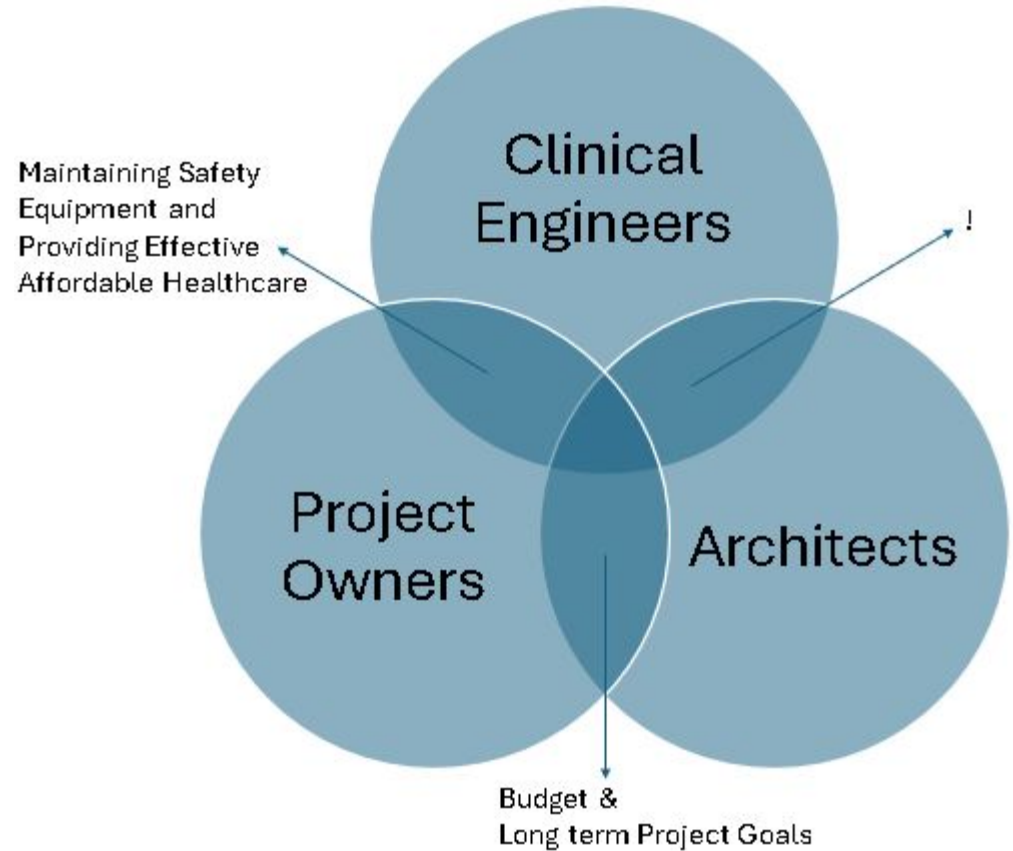 Clinical
Engineers
Maintaining Safety
Equipment and
Providing Effective
Affordable Healthcare
!
Project
Owners
Architects
Budget &
Long term Project Goals